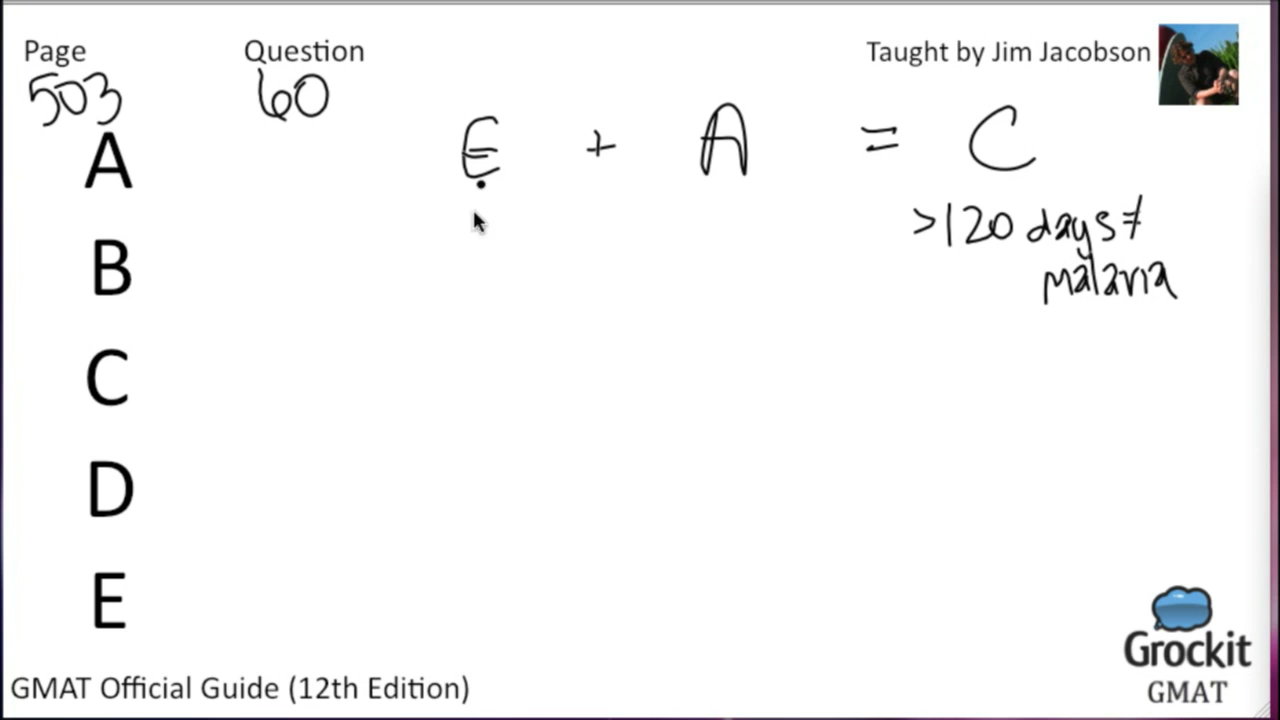 Page Question Taught by Jim Jacobson
503 60
E + A = C
>120 days ≠
malaria
A
B
C
D
E
Grockit
GMAT
GMAT Official Guide (12th Edition)